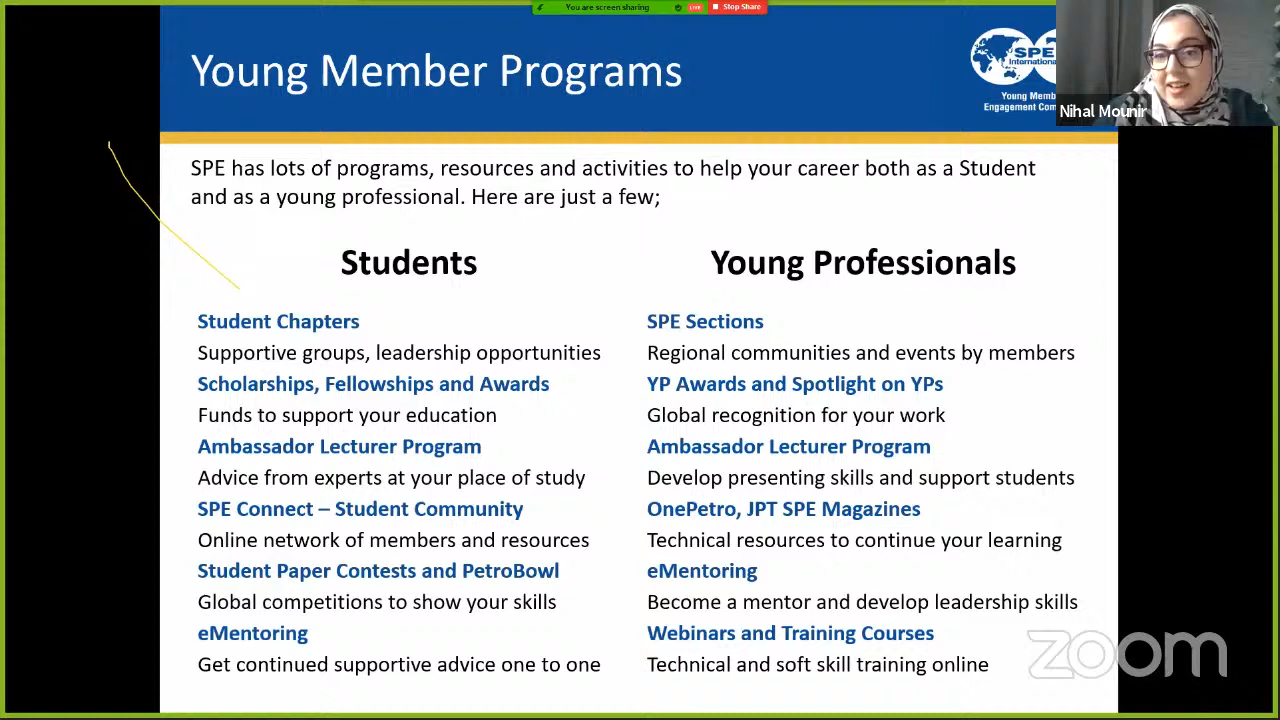 You are screen sharing
LIVE
Stop Share
Young Member Programs
SPE
International
Young Memb
Engagement Com
Nihal Mounir
SPE has lots of programs, resources and activities to help your career both as a Student
and as a young professional. Here are just a few;
Students
Student Chapters
Supportive groups, leadership opportunities
Scholarships, Fellowships and Awards
Funds to support your education
Ambassador Lecturer Program
Advice from experts at your place of study
SPE Connect – Student Community
Online network of members and resources
Student Paper Contests and PetroBowl
Global competitions to show your skills
eMentoring
Get continued supportive advice one to one
Young Professionals
SPE Sections
Regional communities and events by members
YP Awards and Spotlight on YPs
Global recognition for your work
Ambassador Lecturer Program
Develop presenting skills and support students
OnePetro, JPT SPE Magazines
Technical resources to continue your learning
eMentoring
Become a mentor and develop leadership skills
Webinars and Training Courses
Technical and soft skill training online
zoom